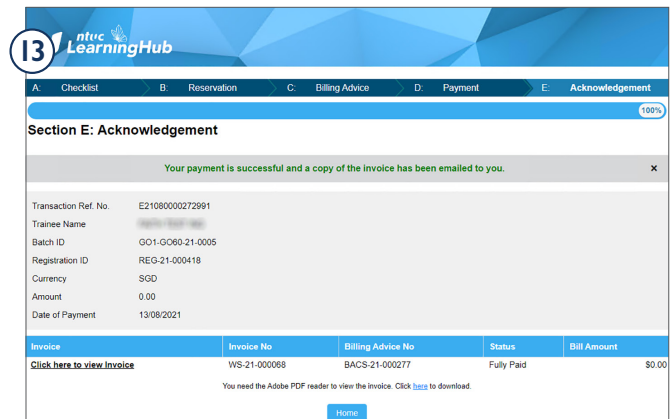 13
ntuc
LearningHub
A: Checklist B: Reservation C: Billing Advice D: Payment E: Acknowledgement
100%
Section E: Acknowledgement
Your payment is successful and a copy of the invoice has been emailed to you. ×
Transaction Ref. No. E21080000272991
Trainee Name
Batch ID GO1-GO60-21-0005
Registration ID REG-21-000418
Currency SGD
Amount 0.00
Date of Payment 13/08/2021
Invoice Invoice No Billing Advice No Status Bill Amount
Click here to view Invoice WS-21-000068 BACS-21-000277 Fully Paid $0.00
You need the Adobe PDF reader to view the invoice. Click here to download.
Home